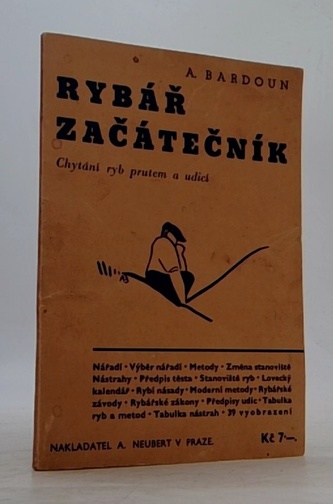 A. BARDOUN
RYBÁŘ
ZAČÁTEČNÍK
Chytání ryb prutem a udicí
AB
Nářadí • Výběr nářadí • Metody • Změna stanoviště
Nástrahy • Předpis těsta • Stanoviště ryb • Lovecký
kalendář • Rybí násady • Moderní metody • Rybářské
závody • Rybářské zákony • Předpisy udic • Tabulka
ryb a metod • Tabulka nástrah • 39 vyobrazení
NAKLADATEL A. NEUBERT V PRAZE.
Kč 7·—.